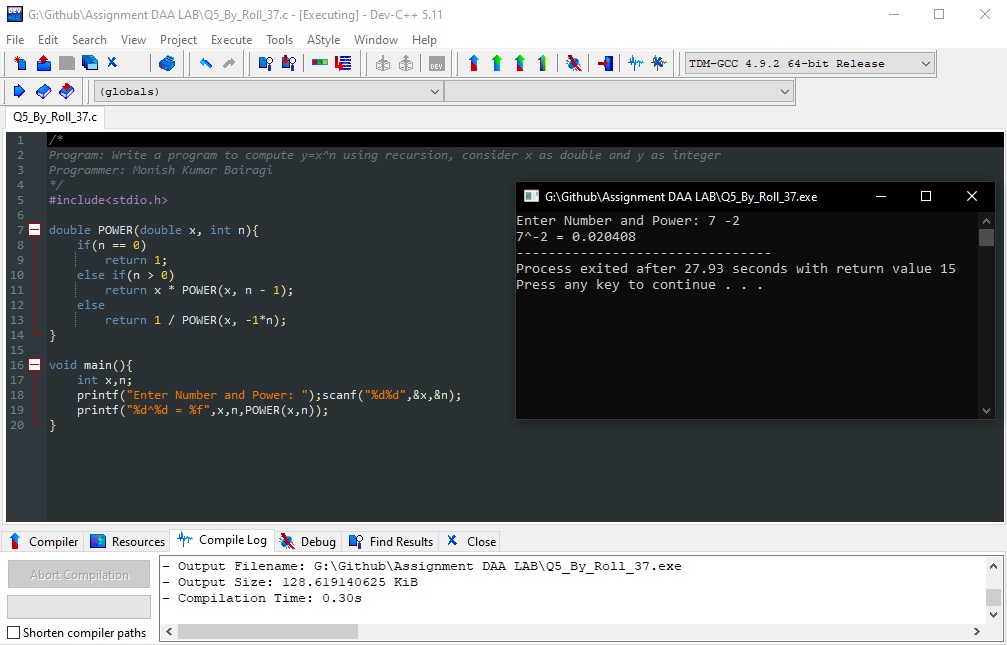 G:\Github\Assignment DAA LAB\Q5_By_Roll_37.c - [Executing] - Dev-C++ 5.11
File Edit Search View Project Execute Tools AStyle Window Help
TDM-GCC 4.9.2 64-bit Release
(globals)
Q5_By_Roll_37.c
1 /*
2 Program: Write a program to compute y=x^n using recursion, consider x as double and y as integer
3 Programmer: Monish Kumar Bairagi
4 */
5 #include<stdio.h>
6
7 double POWER(double x, int n){
8 if(n == 0)
9 return 1;
10 else if(n > 0)
11 return x * POWER(x, n - 1);
12 else
13 return 1 / POWER(x, -1*n);
14 }
15
16 void main(){
17 int x,n;
18 printf("Enter Number and Power: ");scanf("%d%d",&x,&n);
19 printf("%d^%d = %f",x,n,POWER(x,n));
20 }
G:\Github\Assignment DAA LAB\Q5_By_Roll_37.exe
Enter Number and Power: 7 -2
7^-2 = 0.020408
--------------------------------
Process exited after 27.93 seconds with return value 15
Press any key to continue . . .
Compiler Resources Compile Log Debug Find Results Close
Abort Compilation
Shorten compiler paths
- Output Filename: G:\Github\Assignment DAA LAB\Q5_By_Roll_37.exe
- Output Size: 128.619140625 KiB
- Compilation Time: 0.30s